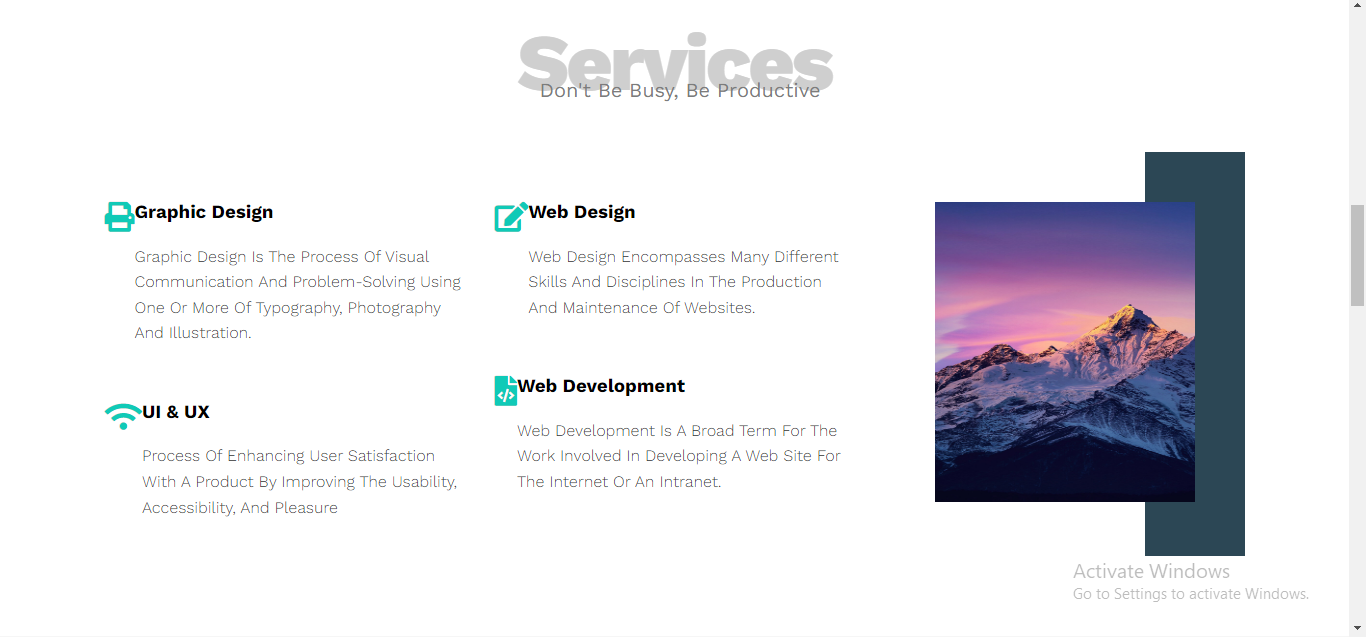 Services
Don't Be Busy, Be Productive
Graphic Design
Graphic Design Is The Process Of Visual
Communication And Problem-Solving Using
One Or More Of Typography, Photography
And Illustration.
UI & UX
Process Of Enhancing User Satisfaction
With A Product By Improving The Usability,
Accessibility, And Pleasure
Web Design
Web Design Encompasses Many Different
Skills And Disciplines In The Production
And Maintenance Of Websites.
Web Development
Web Development Is A Broad Term For The
Work Involved In Developing A Web Site For
The Internet Or An Intranet.
Activate Windows
Go to Settings to activate Windows.